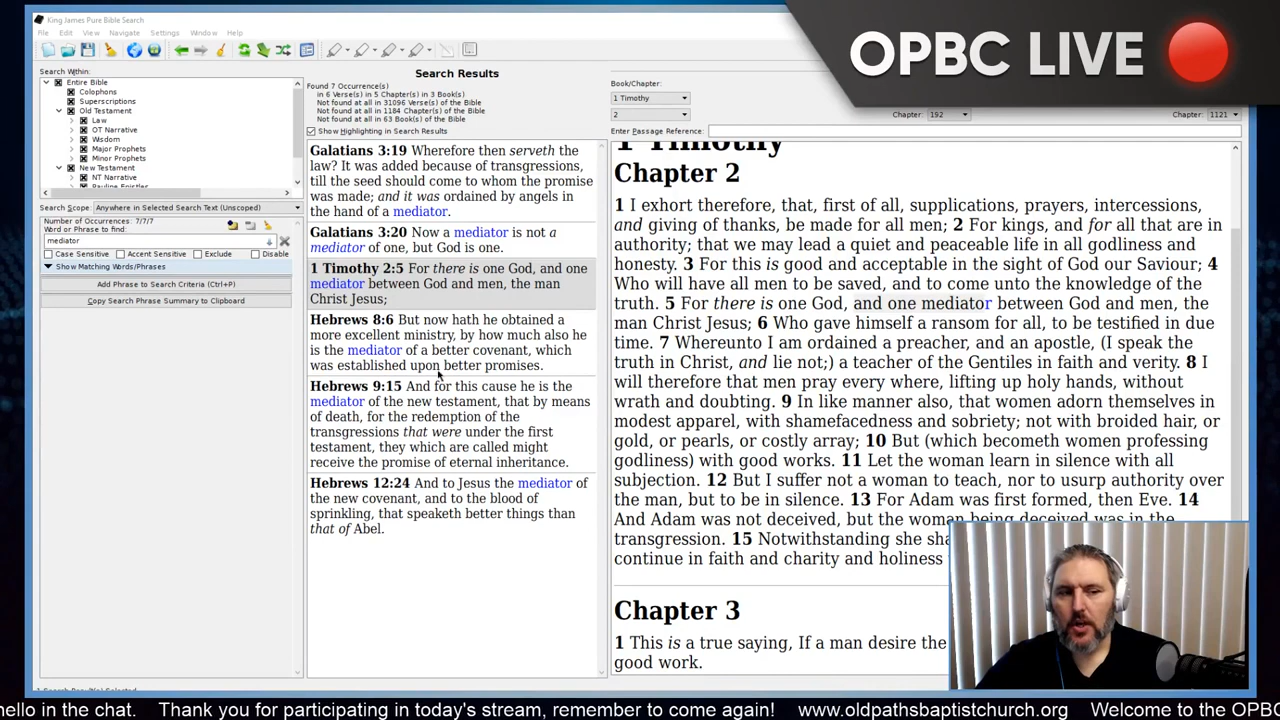 King James Pure Bible Search
OPBC LIVE
File Edit View Navigate Settings Window Help
Search Within:
Entire Bible
Colophons
Superscriptions
Old Testament
Law
OT Narrative
Wisdom
Major Prophets
Minor Prophets
New Testament
NT Narrative
Pauline Epistles
Search Scope: Anywhere in Selected Search Text (Unscoped)
Number of Occurrences: 7/7/7
Word or Phrase to find:
mediator
Case Sensitive Accent Sensitive Exclude Disable
Show Matching Words/Phrases
Add Phrase to Search Criteria (Ctrl+P)
Copy Search Phrase Summary to Clipboard
Search Results
Found 7 Occurrence(s)
in 6 Verse(s) in 5 Chapter(s) in 3 Book(s)
Not found at all in 31096 Verse(s) of the Bible
Not found at all in 1184 Chapter(s) of the Bible
Not found at all in 63 Book(s) of the Bible
Show Highlighting in Search Results
Galatians 3:19 Wherefore then serveth the
law? It was added because of transgressions,
till the seed should come to whom the promise
was made; and it was ordained by angels in
the hand of a mediator.
Galatians 3:20 Now a mediator is not a
mediator of one, but God is one.
1 Timothy 2:5 For there is one God, and one
mediator between God and men, the man
Christ Jesus;
Hebrews 8:6 But now hath he obtained a
more excellent ministry, by how much also he
is the mediator of a better covenant, which
was established upon better promises.
Hebrews 9:15 And for this cause he is the
mediator of the new testament, that by means
of death, for the redemption of the
transgressions that were under the first
testament, they which are called might
receive the promise of eternal inheritance.
Hebrews 12:24 And to Jesus the mediator of
the new covenant, and to the blood of
sprinkling, that speaketh better things than
that of Abel.
Book/Chapter:
1 Timothy
2 Chapter: 192 Chapter: 1121
Enter Passage Reference:
1 Timothy
Chapter 2
1 I exhort therefore, that, first of all, supplications, prayers, intercessions,
and giving of thanks, be made for all men; 2 For kings, and for all that are in
authority; that we may lead a quiet and peaceable life in all godliness and
honesty. 3 For this is good and acceptable in the sight of God our Saviour; 4
Who will have all men to be saved, and to come unto the knowledge of the
truth. 5 For there is one God, and one mediator between God and men, the
man Christ Jesus; 6 Who gave himself a ransom for all, to be testified in due
time. 7 Whereunto I am ordained a preacher, and an apostle, (I speak the
truth in Christ, and lie not;) a teacher of the Gentiles in faith and verity. 8 I
will therefore that men pray every where, lifting up holy hands, without
wrath and doubting. 9 In like manner also, that women adorn themselves in
modest apparel, with shamefacedness and sobriety; not with broided hair, or
gold, or pearls, or costly array; 10 But (which becometh women professing
godliness) with good works. 11 Let the woman learn in silence with all
subjection. 12 But I suffer not a woman to teach, nor to usurp authority over
the man, but to be in silence. 13 For Adam was first formed, then Eve. 14
And Adam was not deceived, but the woman being deceived was in the
transgression. 15 Notwithstanding she sha
continue in faith and charity and holiness
Chapter 3
1 This is a true saying, If a man desire the
good work.
hello in the chat. Thank you for participating in today's stream, remember to come again! www.oldpathsbaptistchurch.org Welcome to the OPBC